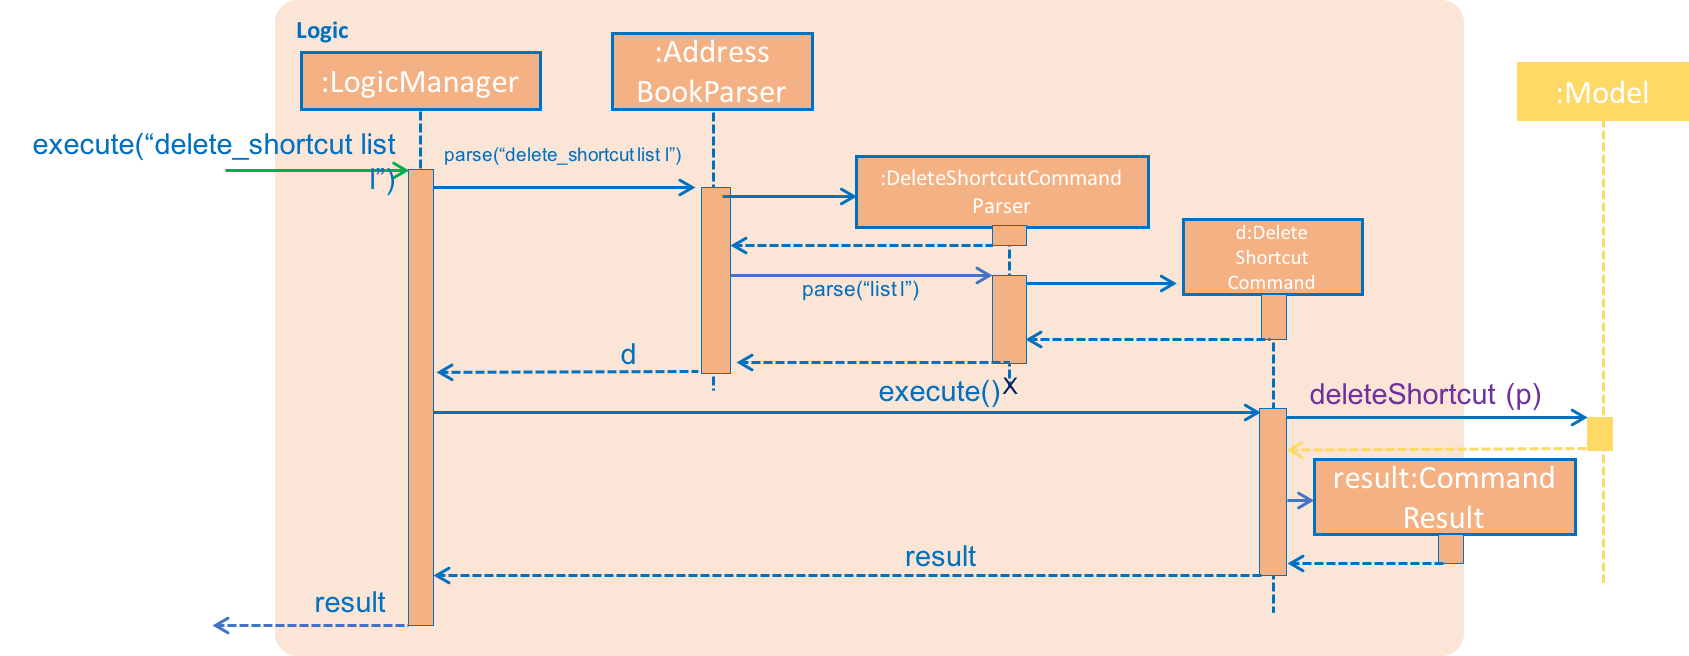 Logic
:LogicManager
:Address
BookParser
:Model
execute(“delete_shortcut list
l”)
parse(“delete_shortcut list l”)
:DeleteShortcutCommand
Parser
d:Delete
Shortcut
Command
parse(“list l”)
d
execute()
X
deleteShortcut (p)
result:Command
Result
result
result